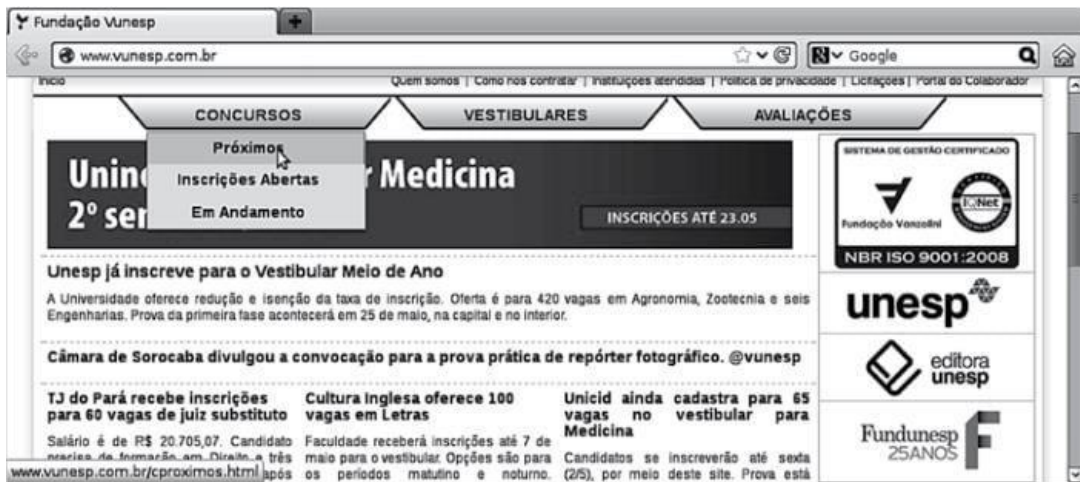 Fundação Vunesp
www.vunesp.com.br
Google
Início
Quem somos | Como nos contratar | Instituições atendidas | Política de privacidade | Licitações | Portal do Colaborador
CONCURSOS
VESTIBULARES
AVALIAÇÕES
Próximos
Inscrições Abertas
Em Andamento
Unin
r Medicina
2º se
INSCRIÇÕES ATÉ 23.05
SISTEMA DE GESTÃO CERTIFICADO
Fundação Vanzolini
IQNet
NBR ISO 9001:2008
Unesp já inscreve para o Vestibular Meio de Ano
A Universidade oferece redução e isenção da taxa de inscrição. Oferta é para 420 vagas em Agronomia, Zootecnia e seis
Engenharias. Prova da primeira fase acontecerá em 25 de maio, na capital e no interior.
unesp
Câmara de Sorocaba divulgou a convocação para a prova prática de repórter fotográfico. @vunesp
editora
unesp
TJ do Pará recebe inscrições
para 60 vagas de juiz substituto
Salário é de R$ 20.705,07. Candidato
precisa de formação em Direito e três
após
Cultura Inglesa oferece 100
vagas em Letras
Faculdade receberá inscrições até 7 de
maio para o vestibular. Opções são para
os períodos matutino e noturno.
Unicid ainda cadastra para 65
vagas no vestibular para
Medicina
Candidatos se inscreverão até sexta
(2/5), por meio deste site. Prova está
Fundunesp
25ANOS
www.vunesp.com.br/cproximos.html